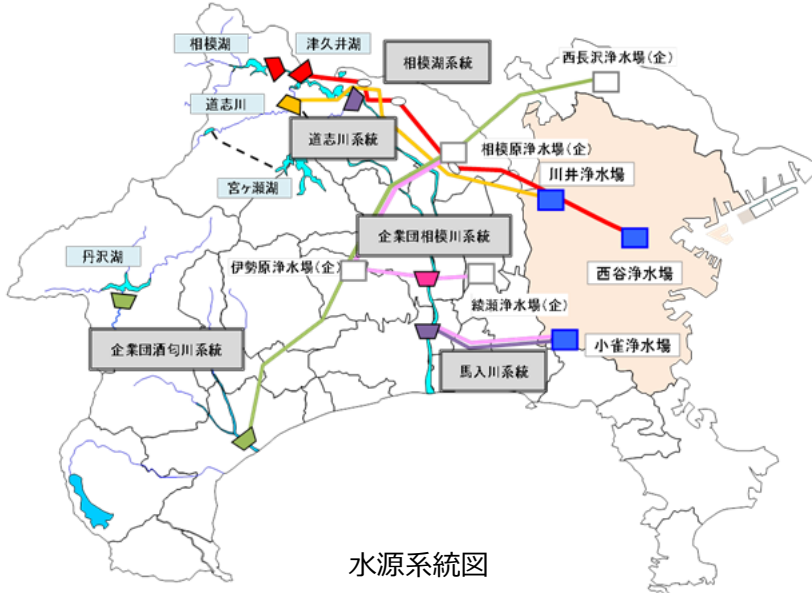 相模湖
津久井湖
相模湖系統
西長沢浄水場(企)
道志川
道志川系統
相模原浄水場(企)
川井浄水場
宮ヶ瀬湖
企業団相模川系統
丹沢湖
伊勢原浄水場(企)
西谷浄水場
綾瀬浄水場(企)
企業団酒匂川系統
小雀浄水場
馬入川系統
水源系統図